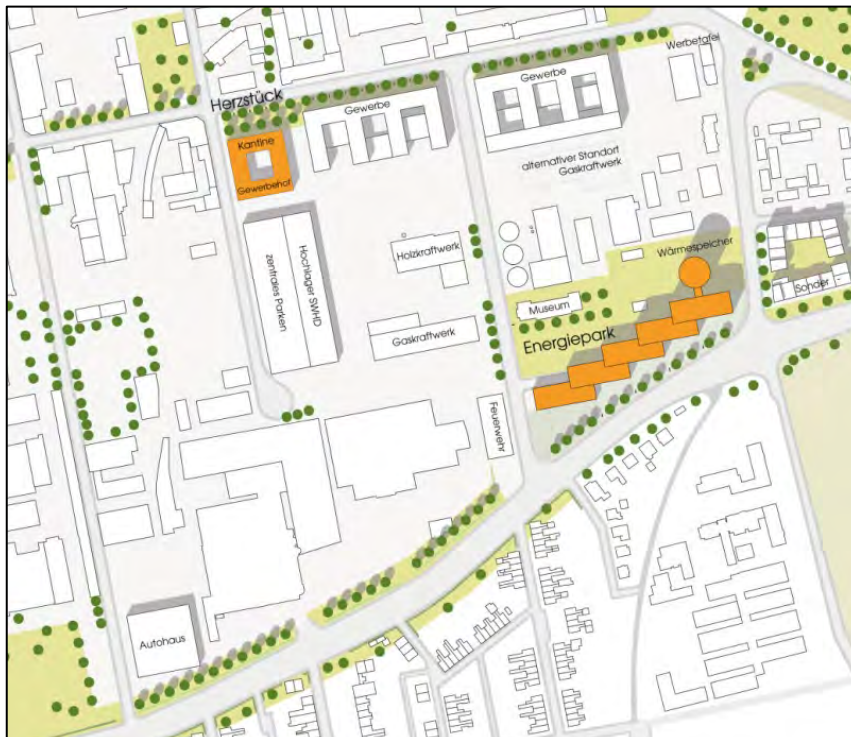 Werbetafel
Gewerbe
Herzstück
Gewerbe
Kantine
Gewerbehof
alternativer Standort
Gaskraftwerk
Holzkraftwerk
Wärmespeicher
zentrales Parken
Hochlager SWHD
Sonder
Museum
Energiepark
Gaskraftwerk
Feuerwehr
Autohaus